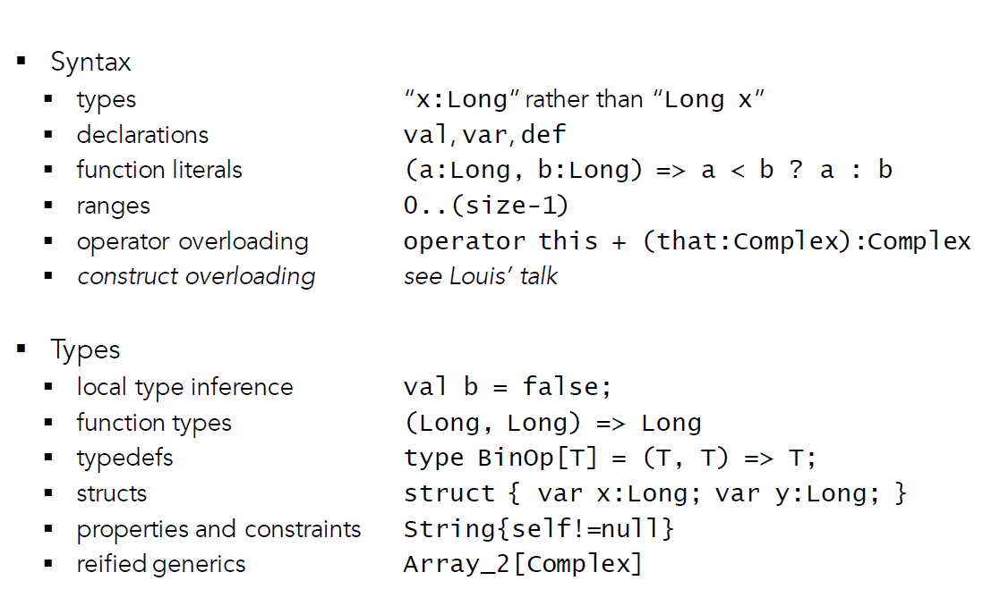 ▪ Syntax
▪ types “x:Long” rather than “Long x”
▪ declarations val, var, def
▪ function literals (a:Long, b:Long) => a < b ? a : b
▪ ranges 0..(size-1)
▪ operator overloading operator this + (that:Complex):Complex
▪ construct overloading see Louis’ talk
▪ Types
▪ local type inference val b = false;
▪ function types (Long, Long) => Long
▪ typedefs type BinOp[T] = (T, T) => T;
▪ structs struct { var x:Long; var y:Long; }
▪ properties and constraints String{self!=null}
▪ reified generics Array_2[Complex]